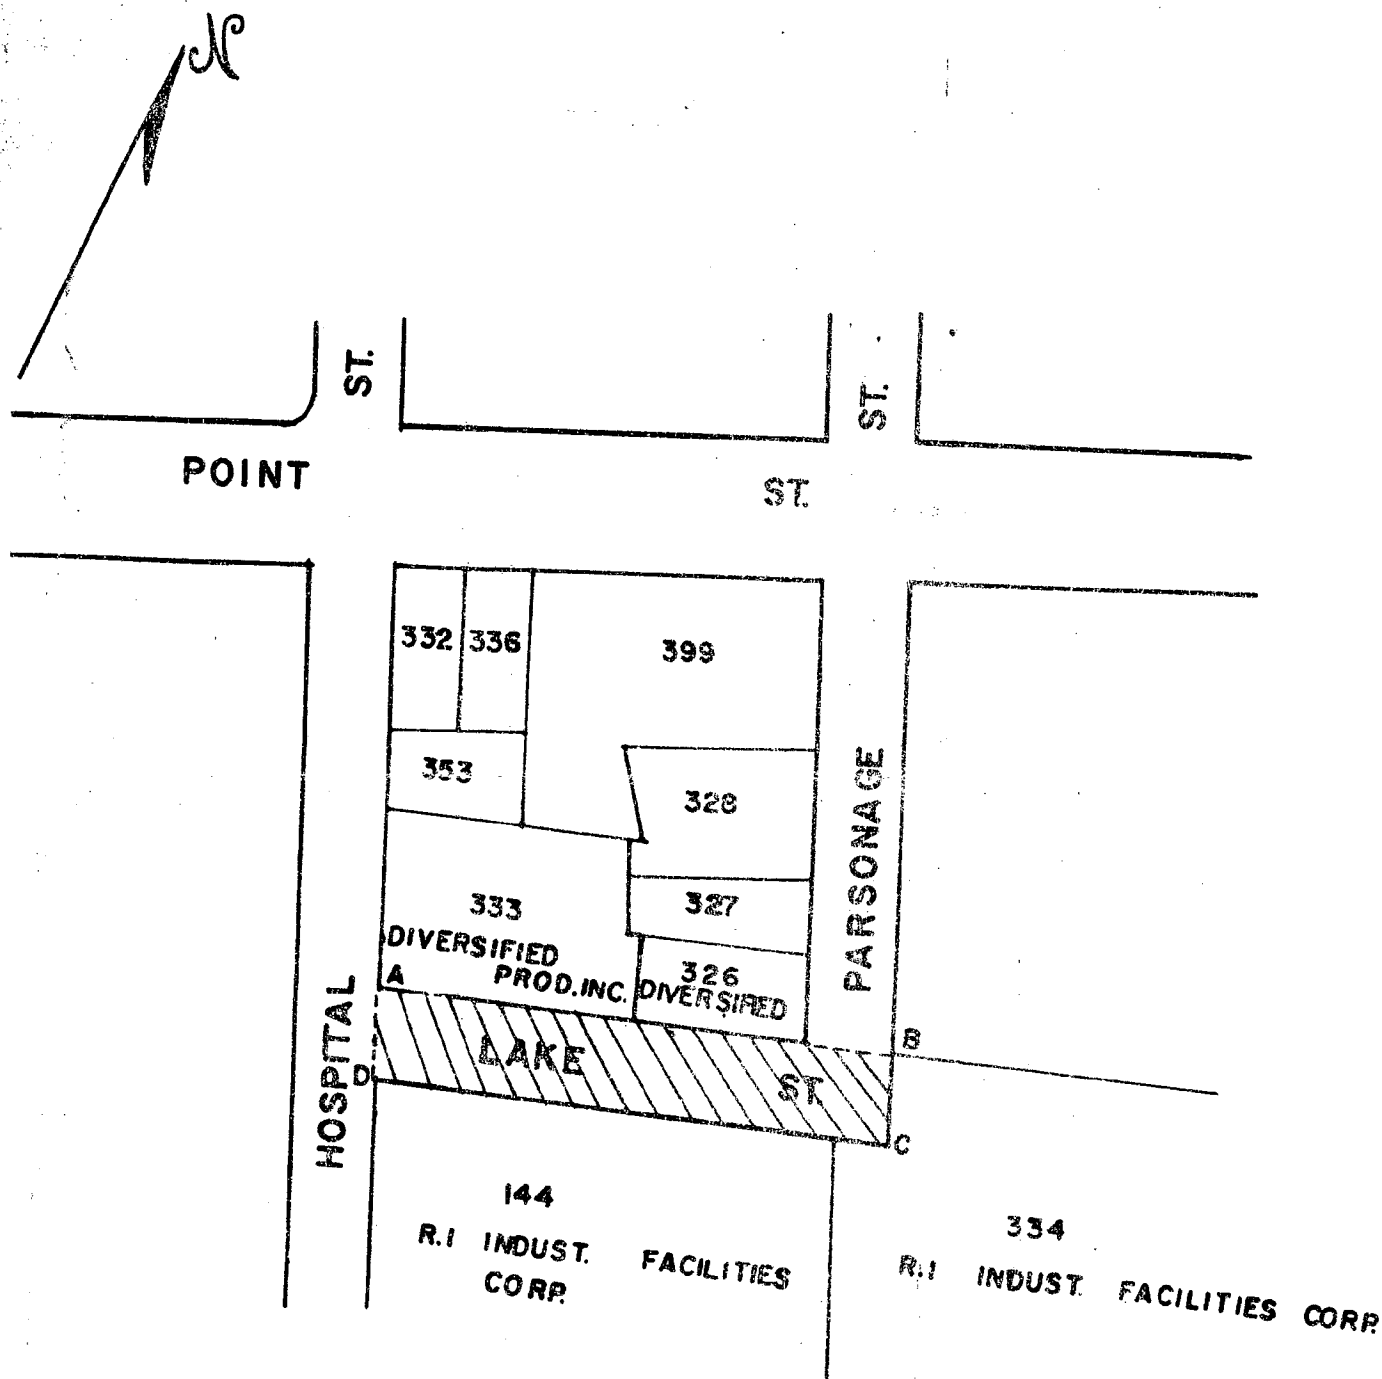 N
ST.
ST.
POINT ST.
332
336
399
353
328
333
327
DIVERSIFIED
PROD. INC.
326
DIVERSIFIED
PARSONAGE
A
B
LAKE ST.
D
C
HOSPITAL
144
R.I INDUST. FACILITIES
CORP.
334
R.I INDUST. FACILITIES CORP.